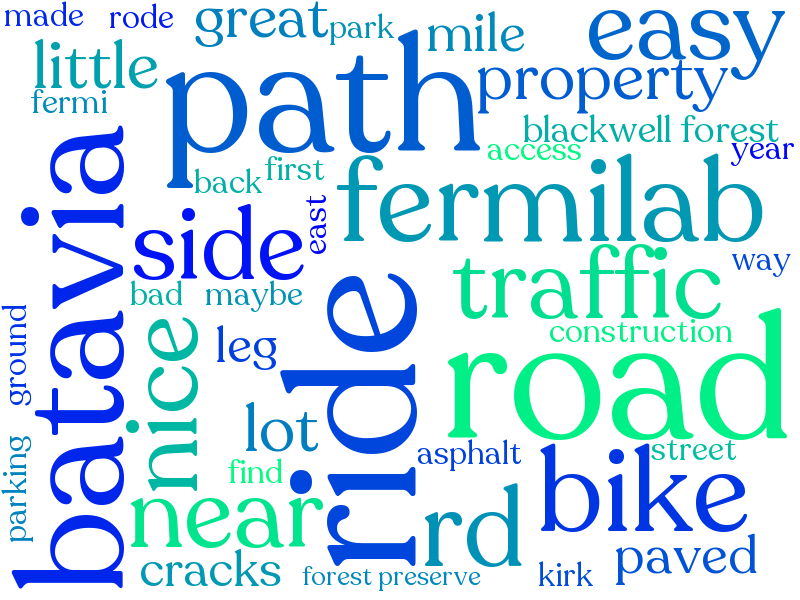 made
rode
great
park
mile
easy
little
path
property
fermi
blackwell forest
access
year
back
first
fermilab
batavia
side
east
way
bad
maybe
traffic
ground
nice
leg
ride
construction
road
lot
parking
find
asphalt
street
near
rd
bike
cracks
forest preserve
kirk
paved